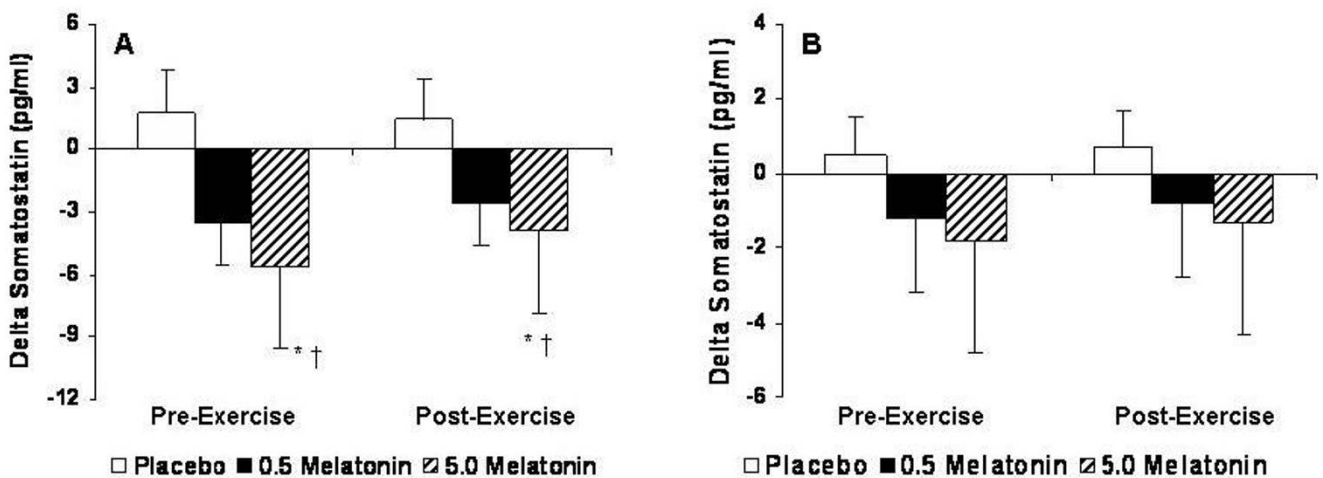 A
Delta Somatostatin (pg/ml)
6
3
0
-3
-6
-9
-12
* †
* †
Pre-Exercise Post-Exercise
Placebo 0.5 Melatonin 5.0 Melatonin
B
Delta Somatostatin (pg/ml)
4
2
0
-2
-4
-6
Pre-Exercise Post-Exercise
Placebo 0.5 Melatonin 5.0 Melatonin